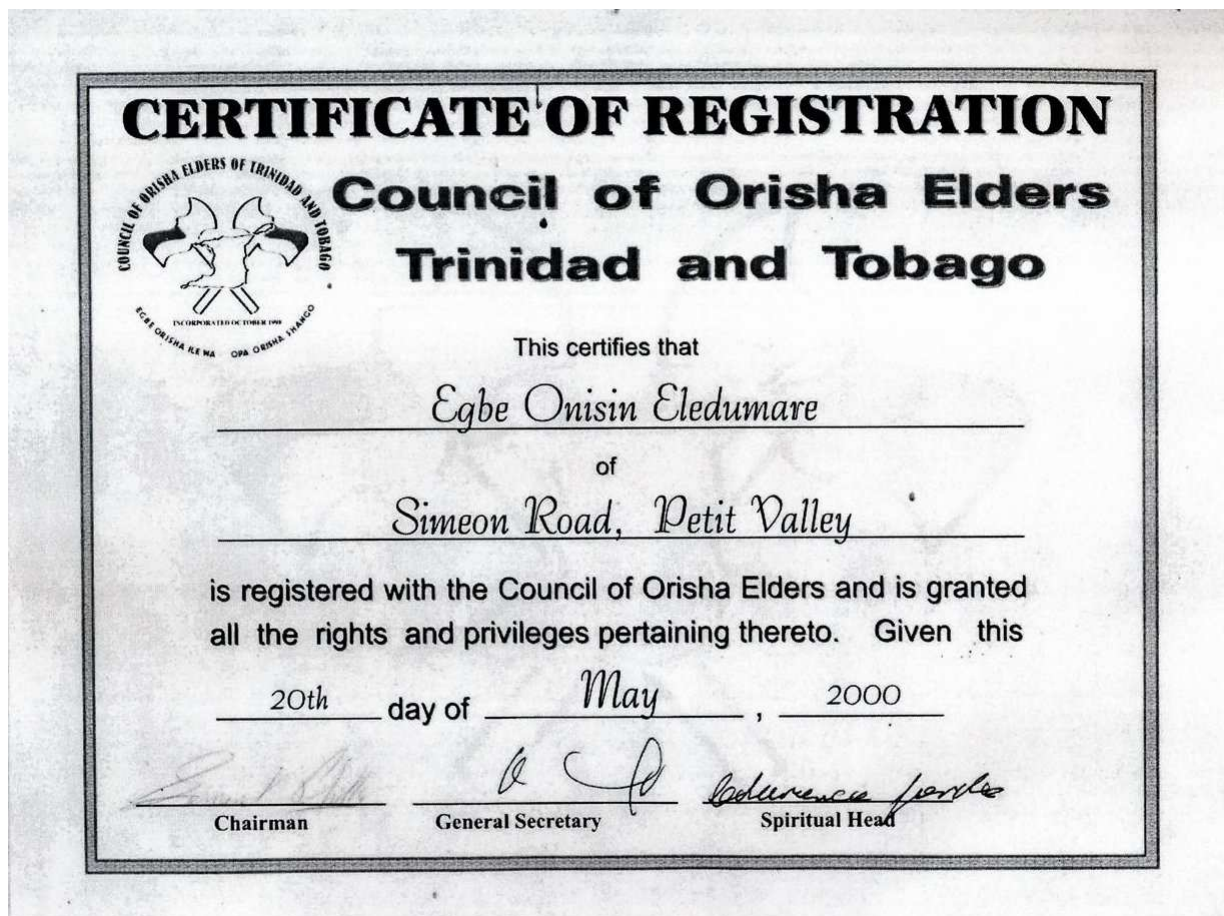 CERTIFICATE OF REGISTRATION
COUNCIL OF ORISHA ELDERS OF TRINIDAD AND TOBAGO
INCORPORATED OCTOBER
EGBE ORISHA ILE WA OPA ORISHA SHANGO
Council of Orisha Elders
Trinidad and Tobago
This certifies that
Egbe Onisin Eledumare
of
Simeon Road, Petit Valley
is registered with the Council of Orisha Elders and is granted
all the rights and privileges pertaining thereto. Given this
20th day of May , 2000
Chairman General Secretary Spiritual Head